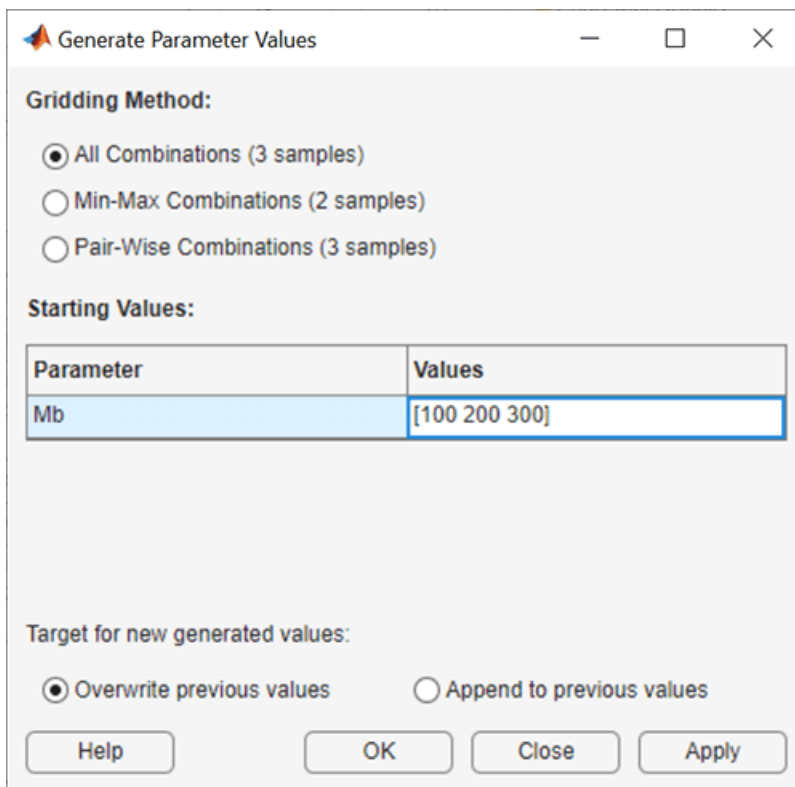 Generate Parameter Values
Gridding Method:
All Combinations (3 samples)
Min-Max Combinations (2 samples)
Pair-Wise Combinations (3 samples)
Starting Values:
Parameter Values
Mb [100 200 300]
Target for new generated values:
Overwrite previous values Append to previous values
Help OK Close Apply